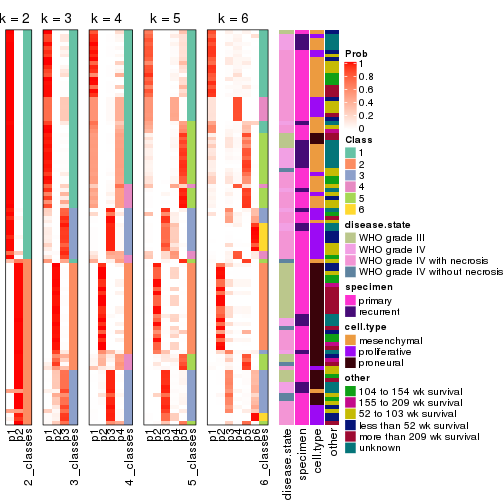 k = 2
k = 3
k = 4
k = 5
k = 6
Prob
1
0.8
0.6
0.4
0.2
0
Class
1
2
3
4
5
6
disease.state
WHO grade III
WHO grade IV
WHO grade IV with necrosis
WHO grade IV without necrosis
specimen
primary
recurrent
cell.type
mesenchymal
proliferative
proneural
other
104 to 154 wk survival
155 to 209 wk survival
52 to 103 wk survival
less than 52 wk survival
more than 209 wk survival
unknown
p1
p2
2_classes
p1
p2
p3
3_classes
p1
p2
p3
p4
4_classes
p1
p2
p3
p4
p5
5_classes
p1
p2
p3
p4
p5
p6
6_classes
disease.state
specimen
cell.type
other